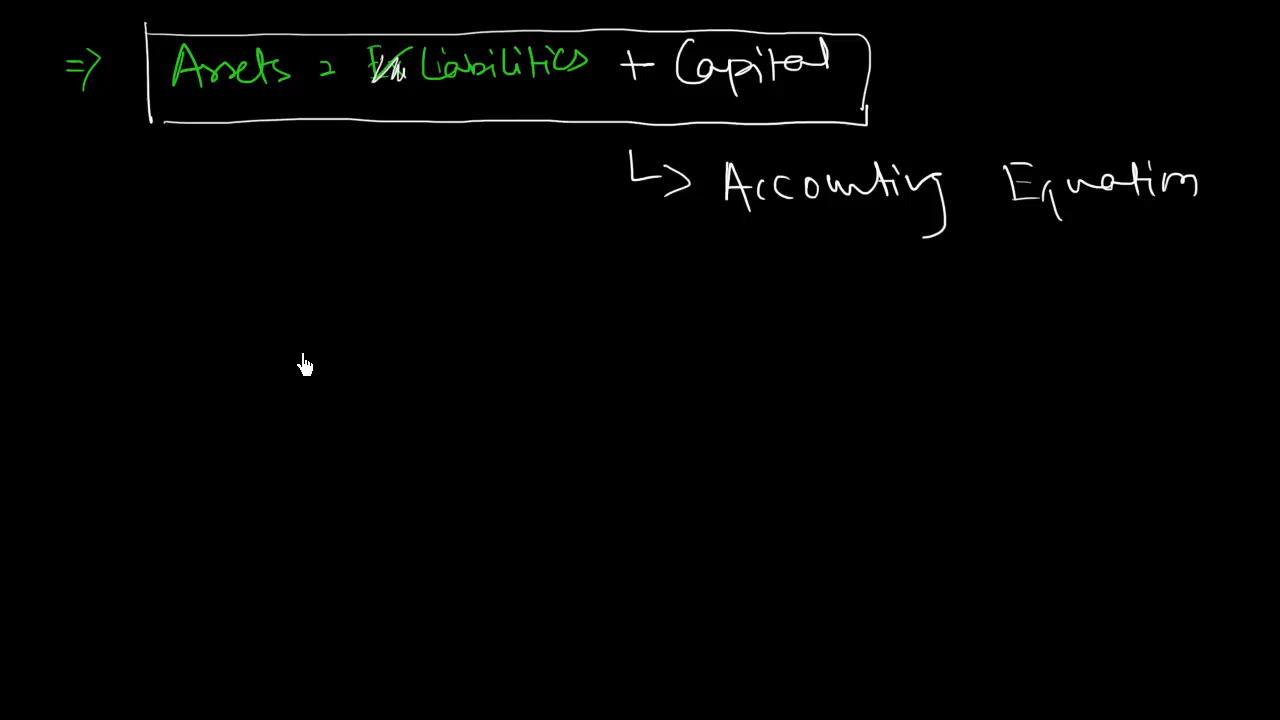 ⇒ Assets = Liabilities + Capital
↳ Accounting Equation